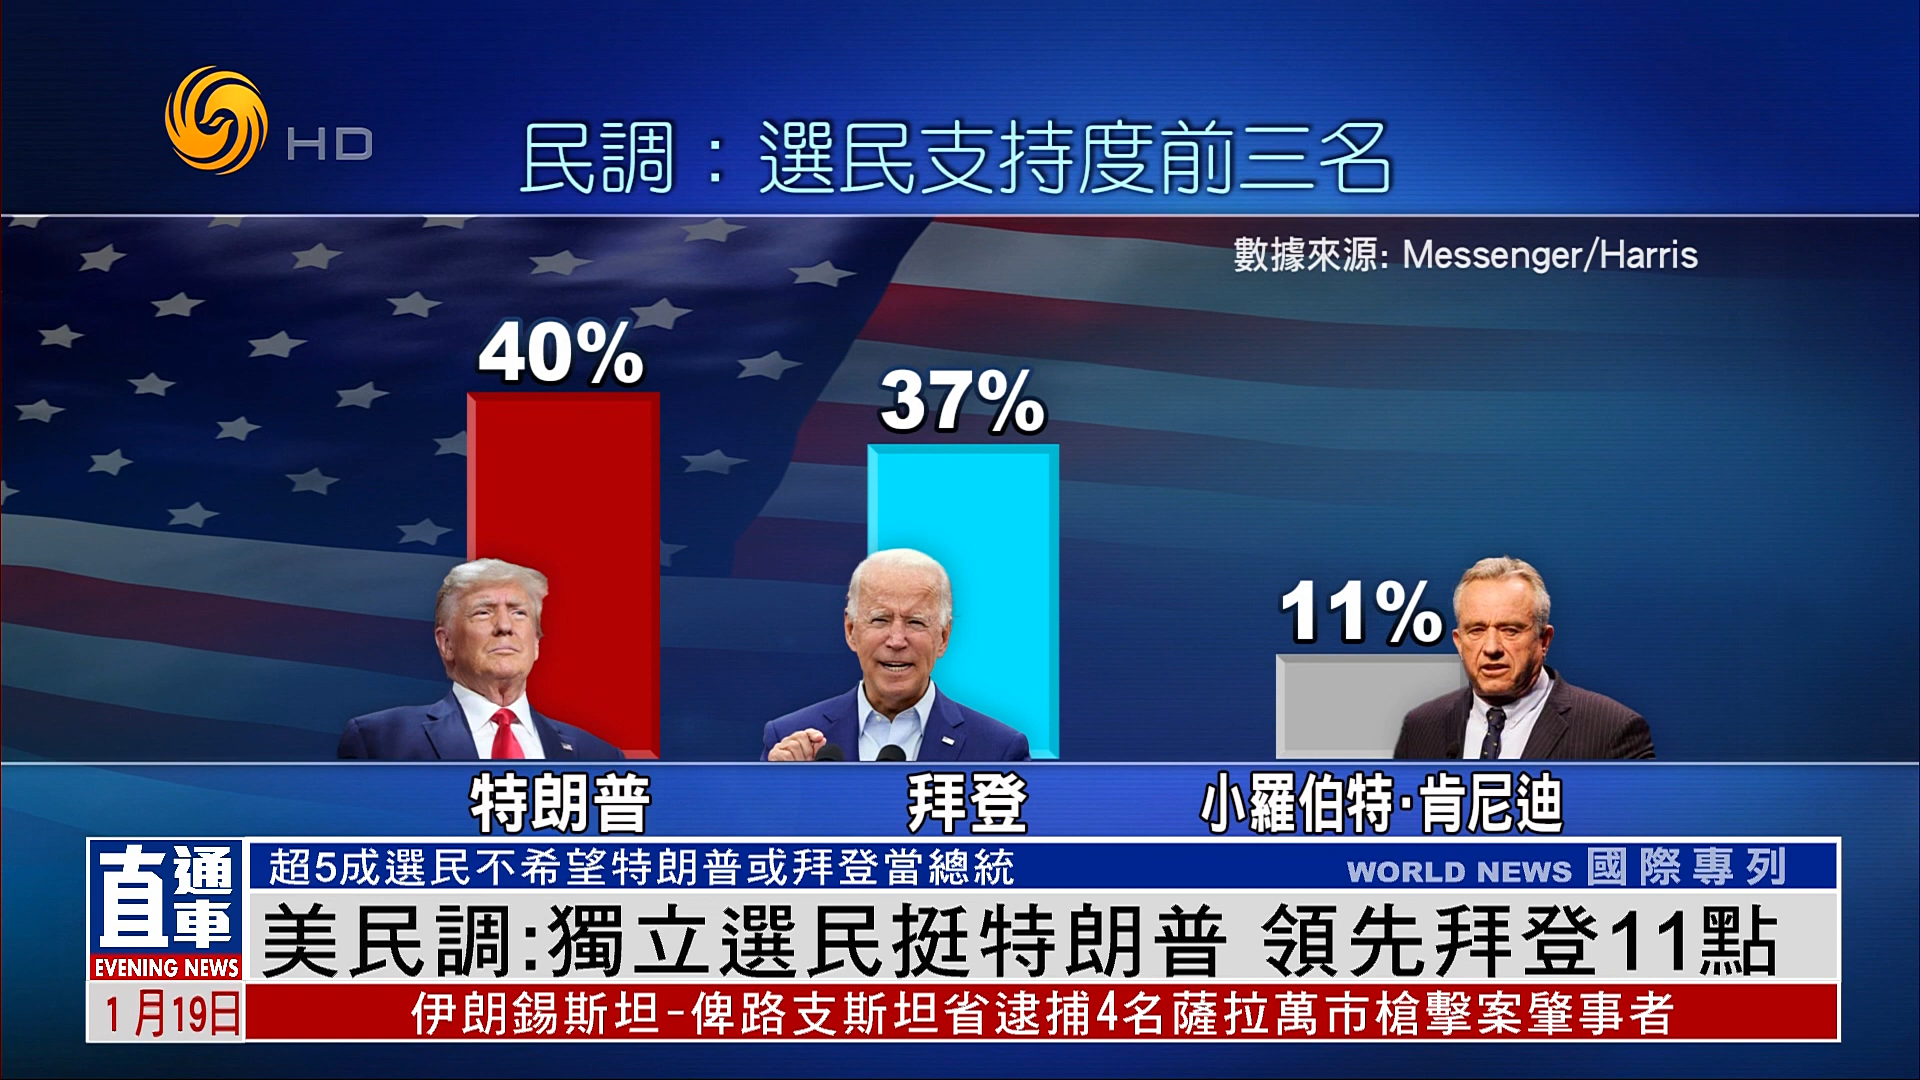 HD
民調：選民支持度前三名
數據來源: Messenger/Harris
40%
37%
11%
特朗普
拜登
小羅伯特·肯尼迪
直通車
EVENING NEWS
超5成選民不希望特朗普或拜登當總統
WORLD NEWS 國際專列
美民調:獨立選民挺特朗普 領先拜登11點
1月19日
伊朗錫斯坦-俾路支斯坦省逮捕4名薩拉萬市槍擊案肇事者